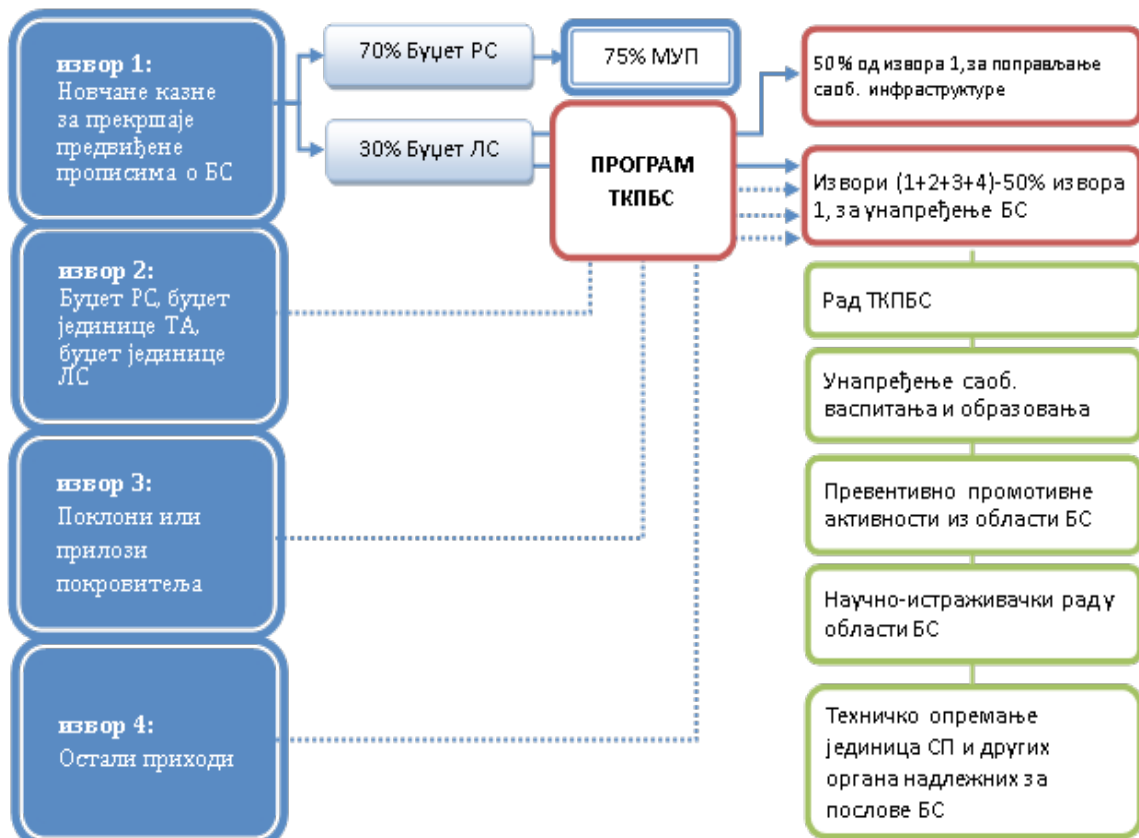 извор 1:
Новчане казне
за прекршаје
предвиђене
прописима о БС
70% Буџет РС
75% МУП
30% Буџет ЛС
ПРОГРАМ
ТКПБС
50% од извора 1, за поправљање
саоб. инфраструктуре
Извори (1+2+3+4)-50% извора
1, за унапређење БС
извор 2:
Буџет РС, буџет
јединице ТА,
буџет јединице
ЛС
Рад ТКПБС
Унапређење саоб.
васпитања и образовања
извор 3:
Поклони или
прилози
покровитеља
Превентивно промотивне
активности из области БС
Научно-истраживачки рад у
области БС
извор 4:
Остали приходи
Техничко опремање
јединица СП и других
органа надлежних за
послове БС